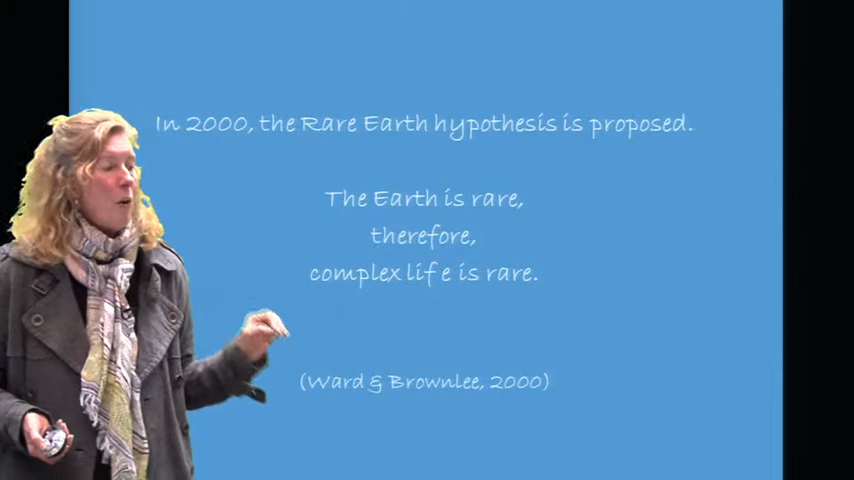 In 2000, the Rare Earth hypothesis is proposed.
The Earth is rare,
therefore,
complex life is rare.
(Ward & Brownlee, 2000)